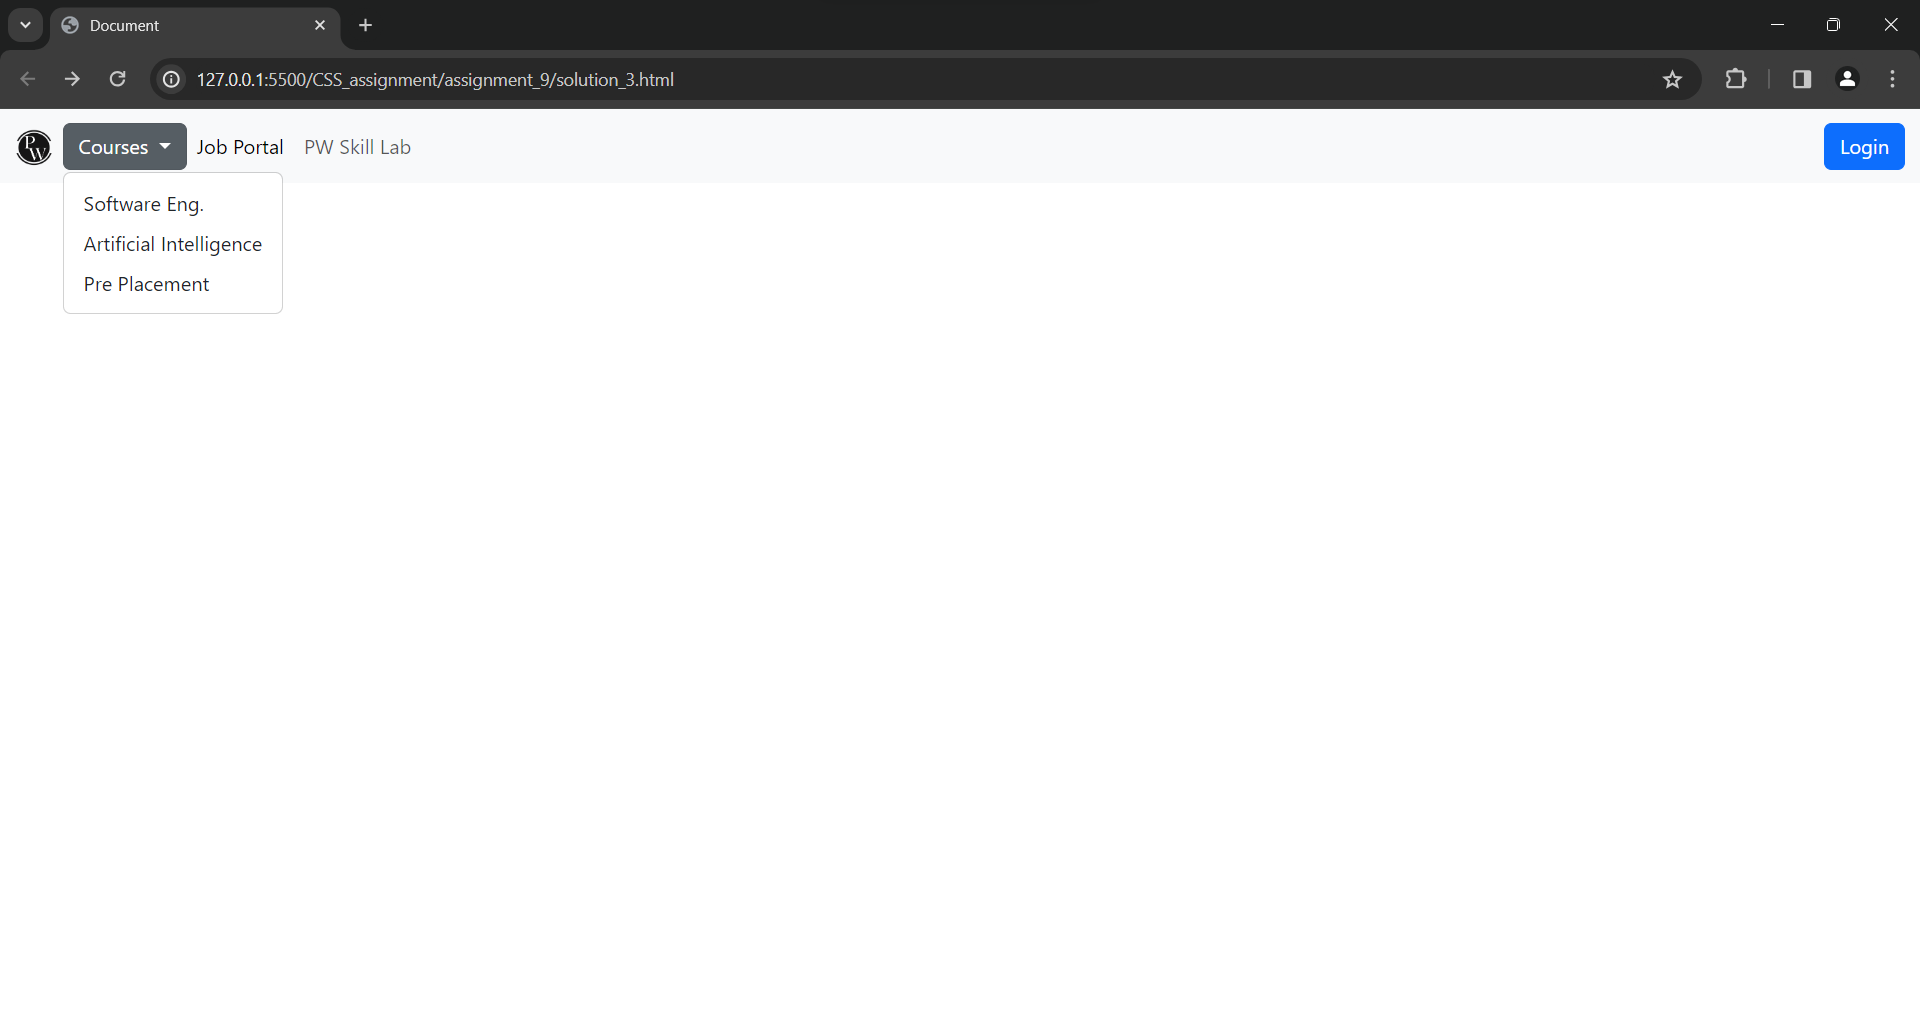 Document
127.0.0.1:5500/CSS_assignment/assignment_9/solution_3.html
PW Courses Job Portal PW Skill Lab Login
Software Eng.
Artificial Intelligence
Pre Placement